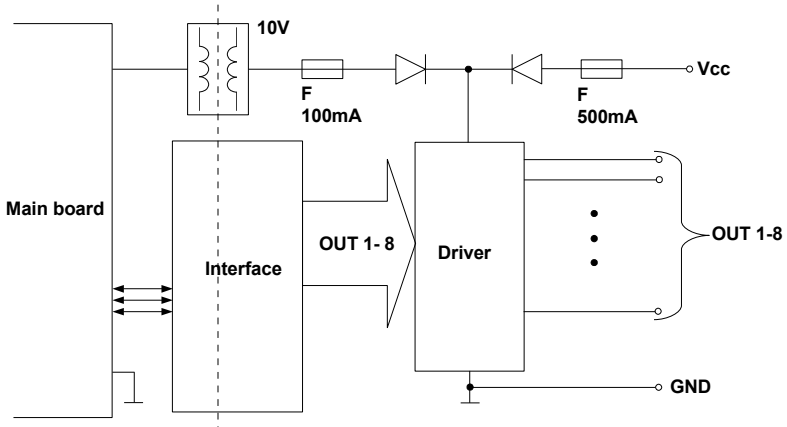 10V
Vcc
F
100mA
F
500mA
Main board
Interface
OUT 1- 8
Driver
OUT 1-8
GND